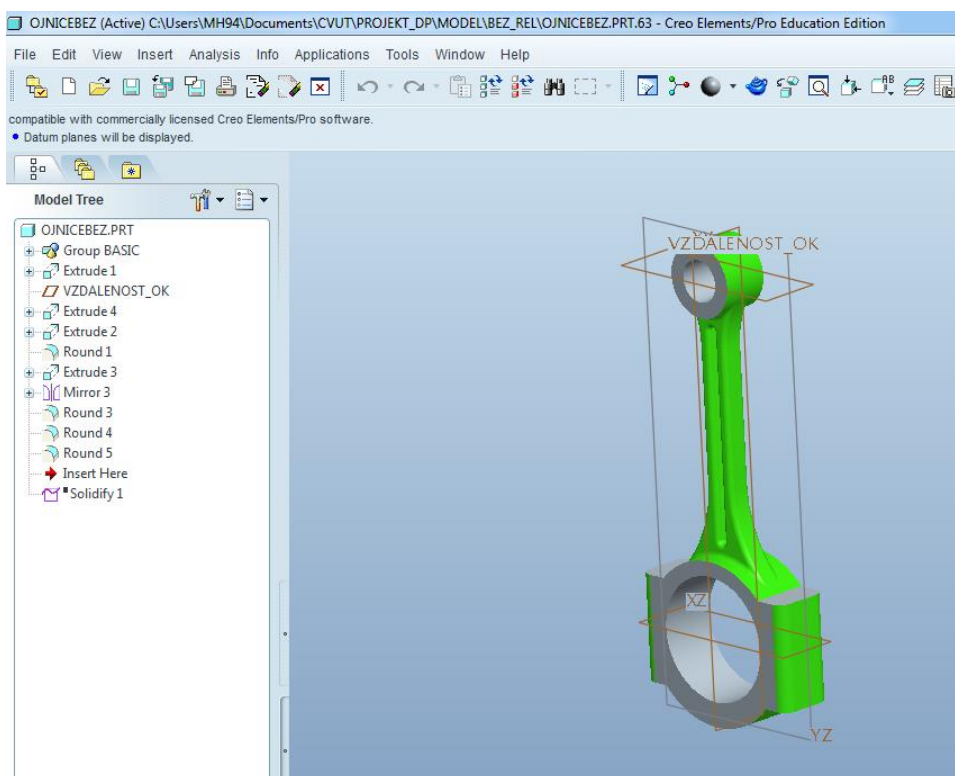 OJNICEBEZ (Active) C:\Users\MH94\Documents\CVUT\PROJEKT_DP\MODEL\BEZ_REL\OJNICEBEZ.PRT.63 - Creo Elements/Pro Education Edition
File Edit View Insert Analysis Info Applications Tools Window Help
compatible with commercially licensed Creo Elements/Pro software.
• Datum planes will be displayed.
Model Tree
OJNICEBEZ.PRT
Group BASIC
Extrude 1
VZDALENOST_OK
Extrude 4
Extrude 2
Round 1
Extrude 3
Mirror 3
Round 3
Round 4
Round 5
Insert Here
Solidify 1
VZDALENOST_OK
XZ
YZ